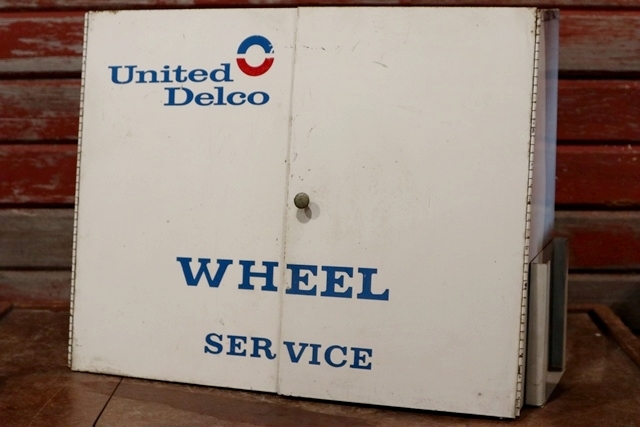 United
Delco
WHEEL
SERVICE